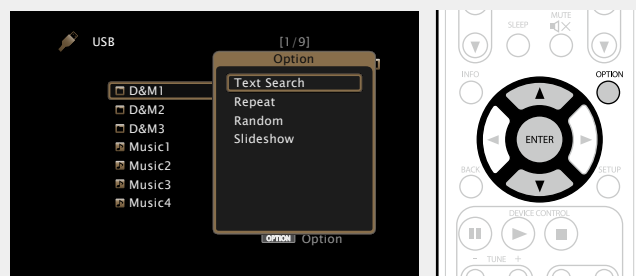 USB
[1/9]
Option
Text Search
Repeat
Random
Slideshow
D&M1
D&M2
D&M3
Music1
Music2
Music3
Music4
OPTION Option
SLEEP
MUTE
INFO
OPTION
ENTER
BACK
SETUP
DEVICE CONTROL
- TUNE +